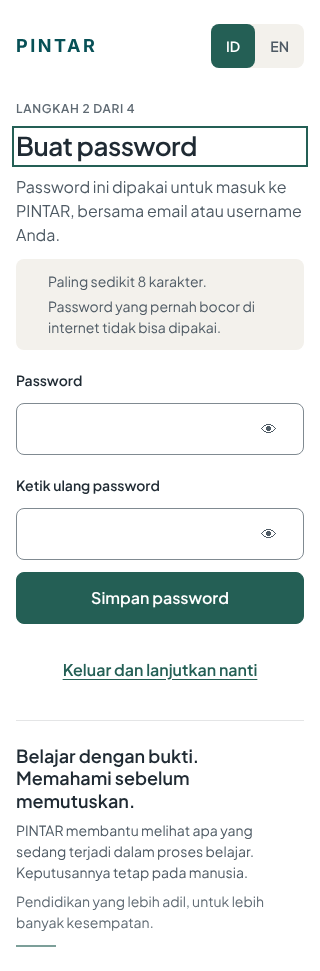 PINTAR
ID
EN
LANGKAH 2 DARI 4
Buat password
Password ini dipakai untuk masuk ke
PINTAR, bersama email atau username
Anda.
Paling sedikit 8 karakter.
Password yang pernah bocor di
internet tidak bisa dipakai.
Password
Ketik ulang password
Simpan password
Keluar dan lanjutkan nanti
Belajar dengan bukti.
Memahami sebelum
memutuskan.
PINTAR membantu melihat apa yang
sedang terjadi dalam proses belajar.
Keputusannya tetap pada manusia.
Pendidikan yang lebih adil, untuk lebih
banyak kesempatan.